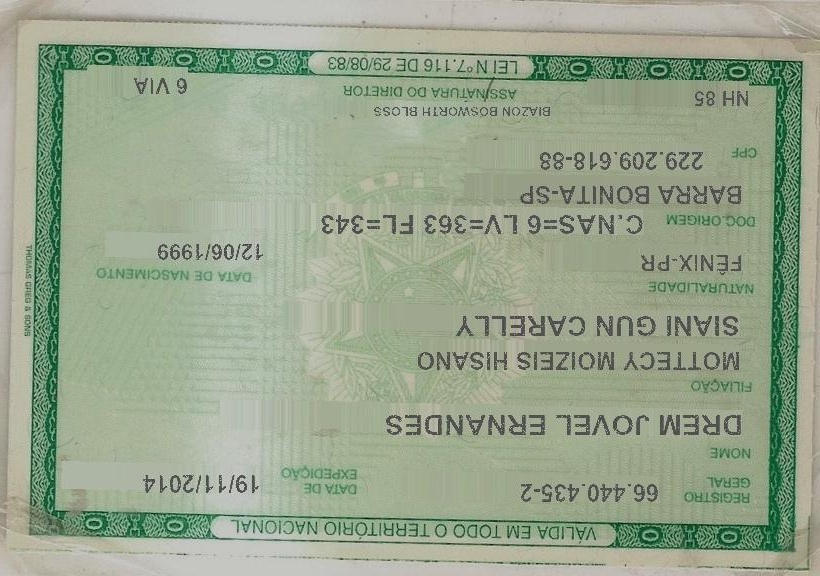 VÁLIDA EM TODO O TERRITÓRIO NACIONAL
REGISTRO GERAL 66.440.435-2 DATA DE EXPEDIÇÃO 19/11/2014
NOME
DREM JOVEL ERNANDES
FILIAÇÃO
MOTTECY MOIZEIS HISANO
SIANI GUN CARELLY
NATURALIDADE DATA DE NASCIMENTO
FÊNIX-PR 12/06/1999
DOC.ORIGEM C.NAS=6 LV=363 FL=343
BARRA BONITA-SP
CPF 229.209.618-88
BIAZON BOSWORTH BLOSS
NH 85 ASSINATURA DO DIRETOR 6 VIA
LEI Nº 7.116 DE 29/08/83
THOMAS GREG & SONS